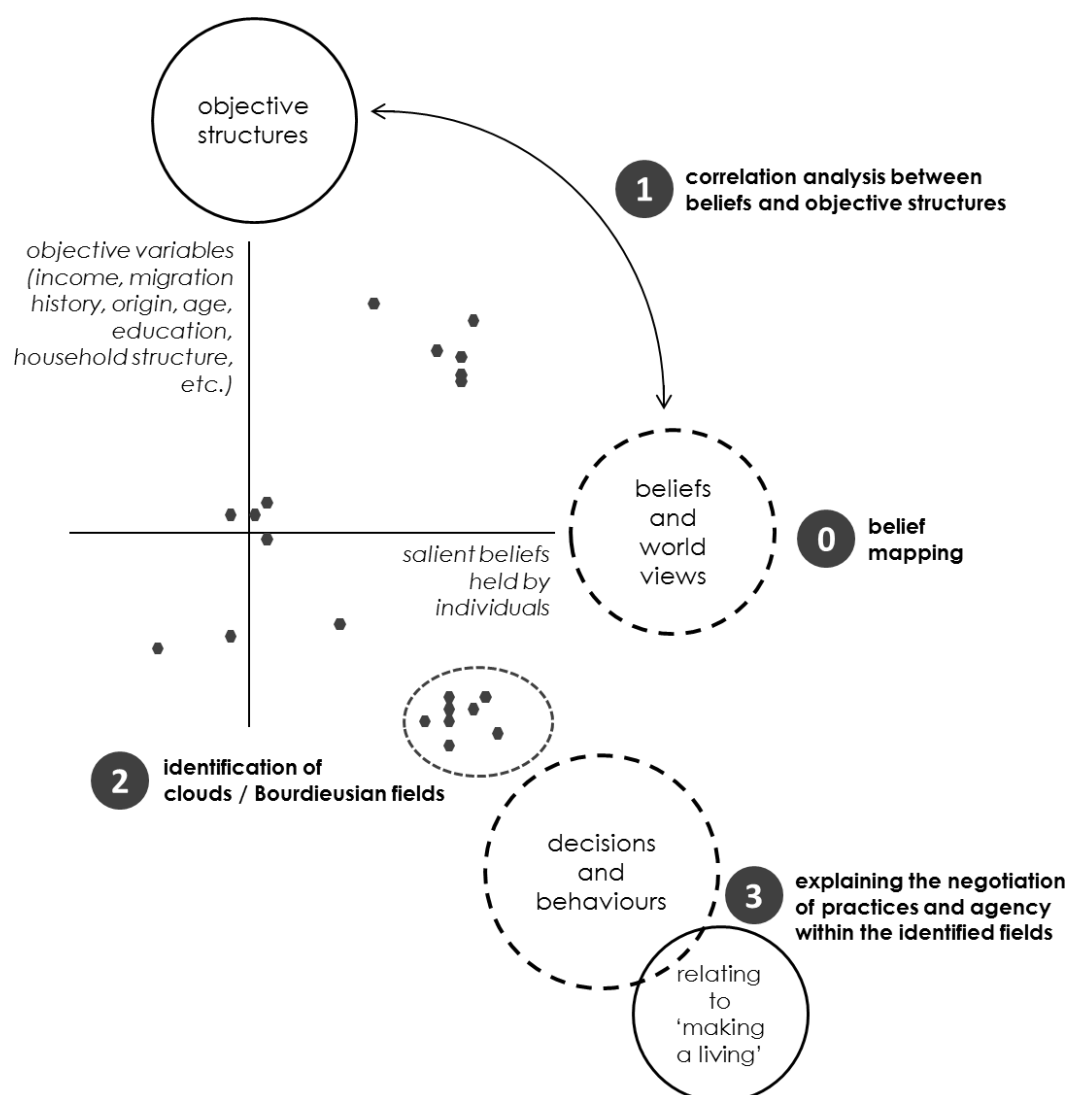 objective
structures
1
correlation analysis between
beliefs and objective structures
objective variables
(income, migration
history, origin, age,
education,
household structure,
etc.)
beliefs
and
world
views
0
belief
mapping
salient beliefs
held by
individuals
2
identification of
clouds / Bourdieusian fields
decisions
and
behaviours
3
explaining the negotiation
of practices and agency
within the identified fields
relating
to
‘making
a living’